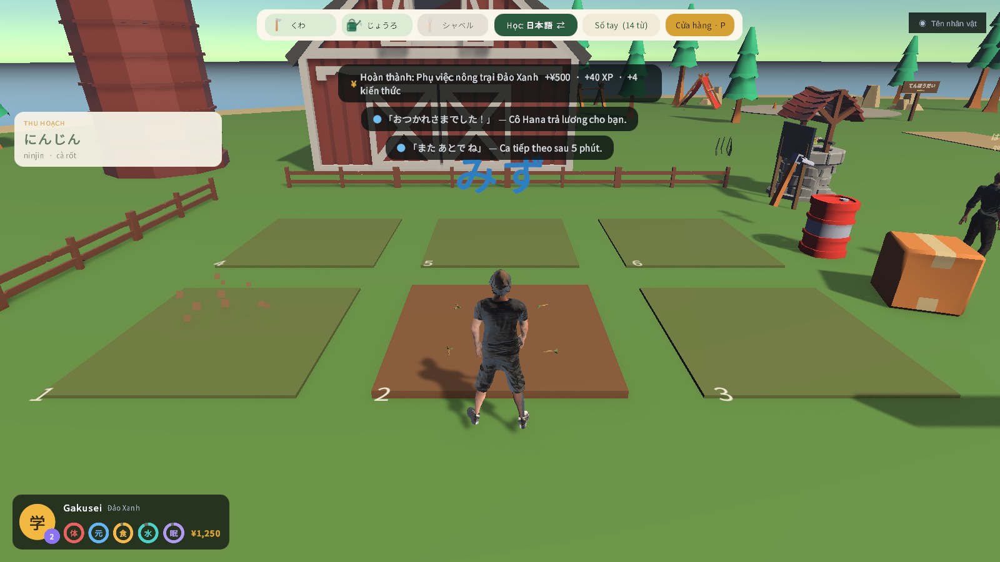 くわ
じょうろ
シャベル
Học: 日本語 ⇄
Sổ tay (14 từ)
Cửa hàng · P
◉ Tên nhân vật
¥ Hoàn thành: Phụ việc nông trại Đảo Xanh +¥500 · +40 XP · +4
kiến thức
「おつかれさまでした！」 — Cô Hana trả lương cho bạn.
「また あとで ね」 — Ca tiếp theo sau 5 phút.
みず
てんぼうだい
THU HOẠCH
にんじん
ninjin · cà rốt
は
4
5
6
1
2
3
学
2
Gakusei Đảo Xanh
体 元 食 水 眠 ¥1,250